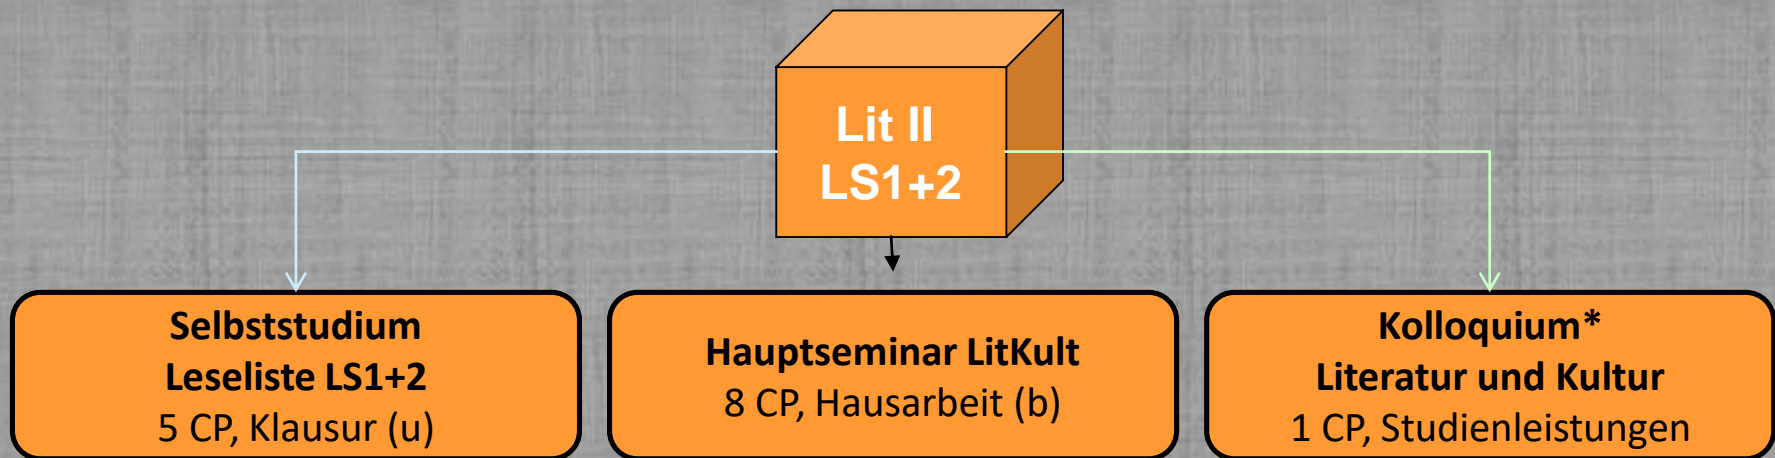 Lit II
LS1+2
Selbststudium
Leseliste LS1+2
5 CP, Klausur (u)
Hauptseminar LitKult
8 CP, Hausarbeit (b)
Kolloquium*
Literatur und Kultur
1 CP, Studienleistungen